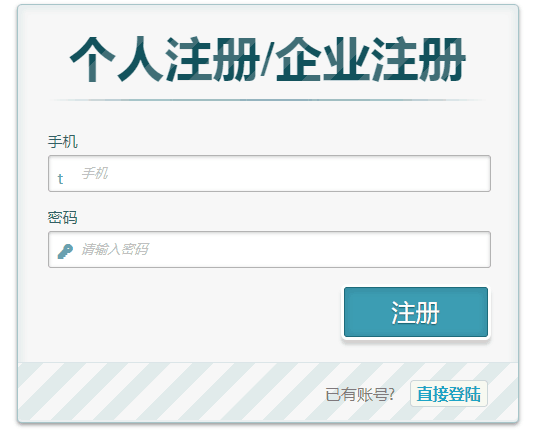 个人注册/企业注册
手机
t 手机
密码
请输入密码
注册
已有账号? 直接登陆